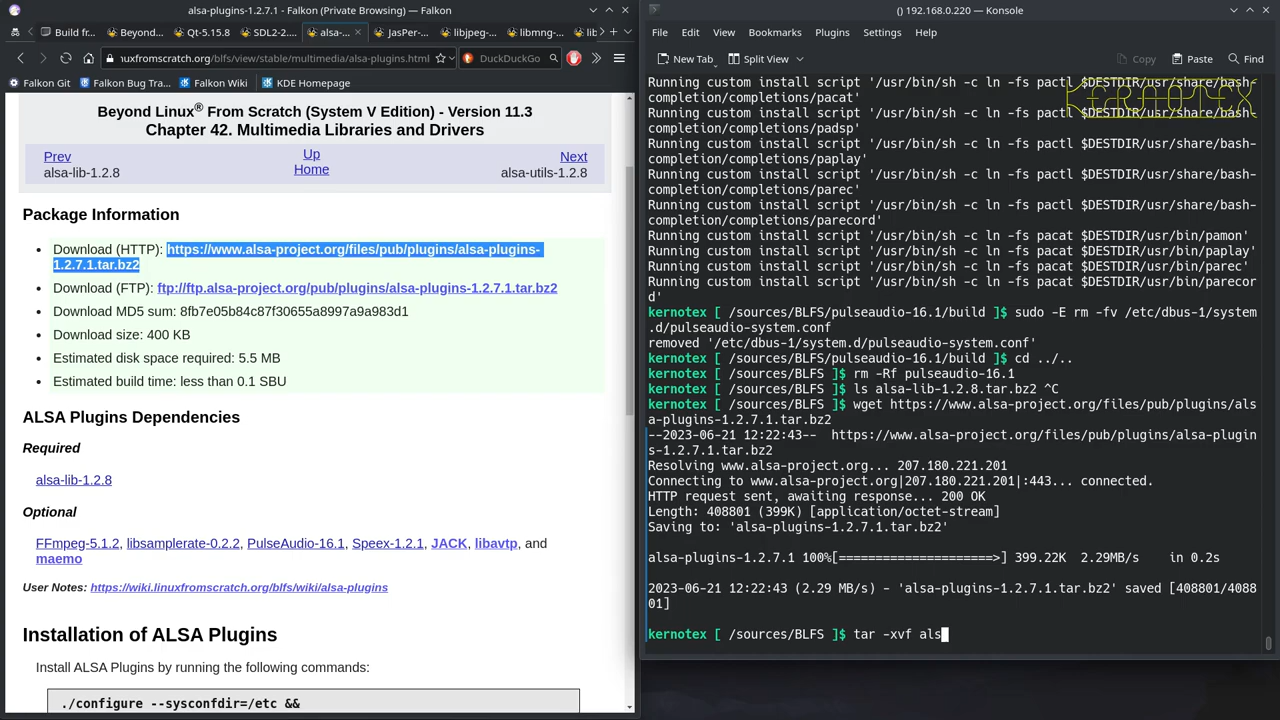 alsa-plugins-1.2.7.1 — Falkon (Private Browsing) — Falkon
Build fr...
Beyond...
Qt-5.15.8
SDL2-2....
alsa-...
JasPer-...
libjpeg-...
libmng-...
lib
uxfromscratch.org/blfs/view/stable/multimedia/alsa-plugins.html
DuckDuckGo
Falkon Git
Falkon Bug Tra...
Falkon Wiki
KDE Homepage
Beyond Linux® From Scratch (System V Edition) - Version 11.3
Chapter 42. Multimedia Libraries and Drivers
Prev
Up
Next
alsa-lib-1.2.8
Home
alsa-utils-1.2.8
Package Information
• Download (HTTP): https://www.alsa-project.org/files/pub/plugins/alsa-plugins-
1.2.7.1.tar.bz2
• Download (FTP): ftp://ftp.alsa-project.org/pub/plugins/alsa-plugins-1.2.7.1.tar.bz2
• Download MD5 sum: 8fb7e05b84c87f30655a8997a9a983d1
• Download size: 400 KB
• Estimated disk space required: 5.5 MB
• Estimated build time: less than 0.1 SBU
ALSA Plugins Dependencies
Required
alsa-lib-1.2.8
Optional
FFmpeg-5.1.2, libsamplerate-0.2.2, PulseAudio-16.1, Speex-1.2.1, JACK, libavtp, and
maemo
User Notes: https://wiki.linuxfromscratch.org/blfs/wiki/alsa-plugins
Installation of ALSA Plugins
Install ALSA Plugins by running the following commands:
./configure --sysconfdir=/etc &&
() 192.168.0.220 — Konsole
File Edit View Bookmarks Plugins Settings Help
New Tab
Split View
Copy
Paste
Find
KERNOTEX
Running custom install script '/usr/bin/sh -c ln -fs pactl $DESTDIR/usr/share/bash-
completion/completions/pacat'
Running custom install script '/usr/bin/sh -c ln -fs pactl $DESTDIR/usr/share/bash-
completion/completions/padsp'
Running custom install script '/usr/bin/sh -c ln -fs pactl $DESTDIR/usr/share/bash-
completion/completions/paplay'
Running custom install script '/usr/bin/sh -c ln -fs pactl $DESTDIR/usr/share/bash-
completion/completions/parec'
Running custom install script '/usr/bin/sh -c ln -fs pactl $DESTDIR/usr/share/bash-
completion/completions/parecord'
Running custom install script '/usr/bin/sh -c ln -fs pacat $DESTDIR/usr/bin/pamon'
Running custom install script '/usr/bin/sh -c ln -fs pacat $DESTDIR/usr/bin/paplay'
Running custom install script '/usr/bin/sh -c ln -fs pacat $DESTDIR/usr/bin/parec'
Running custom install script '/usr/bin/sh -c ln -fs pacat $DESTDIR/usr/bin/parecor
d'
kernotex [ /sources/BLFS/pulseaudio-16.1/build ]$ sudo -E rm -fv /etc/dbus-1/system
.d/pulseaudio-system.conf
removed '/etc/dbus-1/system.d/pulseaudio-system.conf'
kernotex [ /sources/BLFS/pulseaudio-16.1/build ]$ cd ../..
kernotex [ /sources/BLFS ]$ rm -Rf pulseaudio-16.1
kernotex [ /sources/BLFS ]$ ls alsa-lib-1.2.8.tar.bz2 ^C
kernotex [ /sources/BLFS ]$ wget https://www.alsa-project.org/files/pub/plugins/als
a-plugins-1.2.7.1.tar.bz2
--2023-06-21 12:22:43--  https://www.alsa-project.org/files/pub/plugins/alsa-plugin
s-1.2.7.1.tar.bz2
Resolving www.alsa-project.org... 207.180.221.201
Connecting to www.alsa-project.org|207.180.221.201|:443... connected.
HTTP request sent, awaiting response... 200 OK
Length: 408801 (399K) [application/octet-stream]
Saving to: 'alsa-plugins-1.2.7.1.tar.bz2'
alsa-plugins-1.2.7.1 100%[=====================>] 399.22K  2.29MB/s    in 0.2s
2023-06-21 12:22:43 (2.29 MB/s) - 'alsa-plugins-1.2.7.1.tar.bz2' saved [408801/4088
01]
kernotex [ /sources/BLFS ]$ tar -xvf als